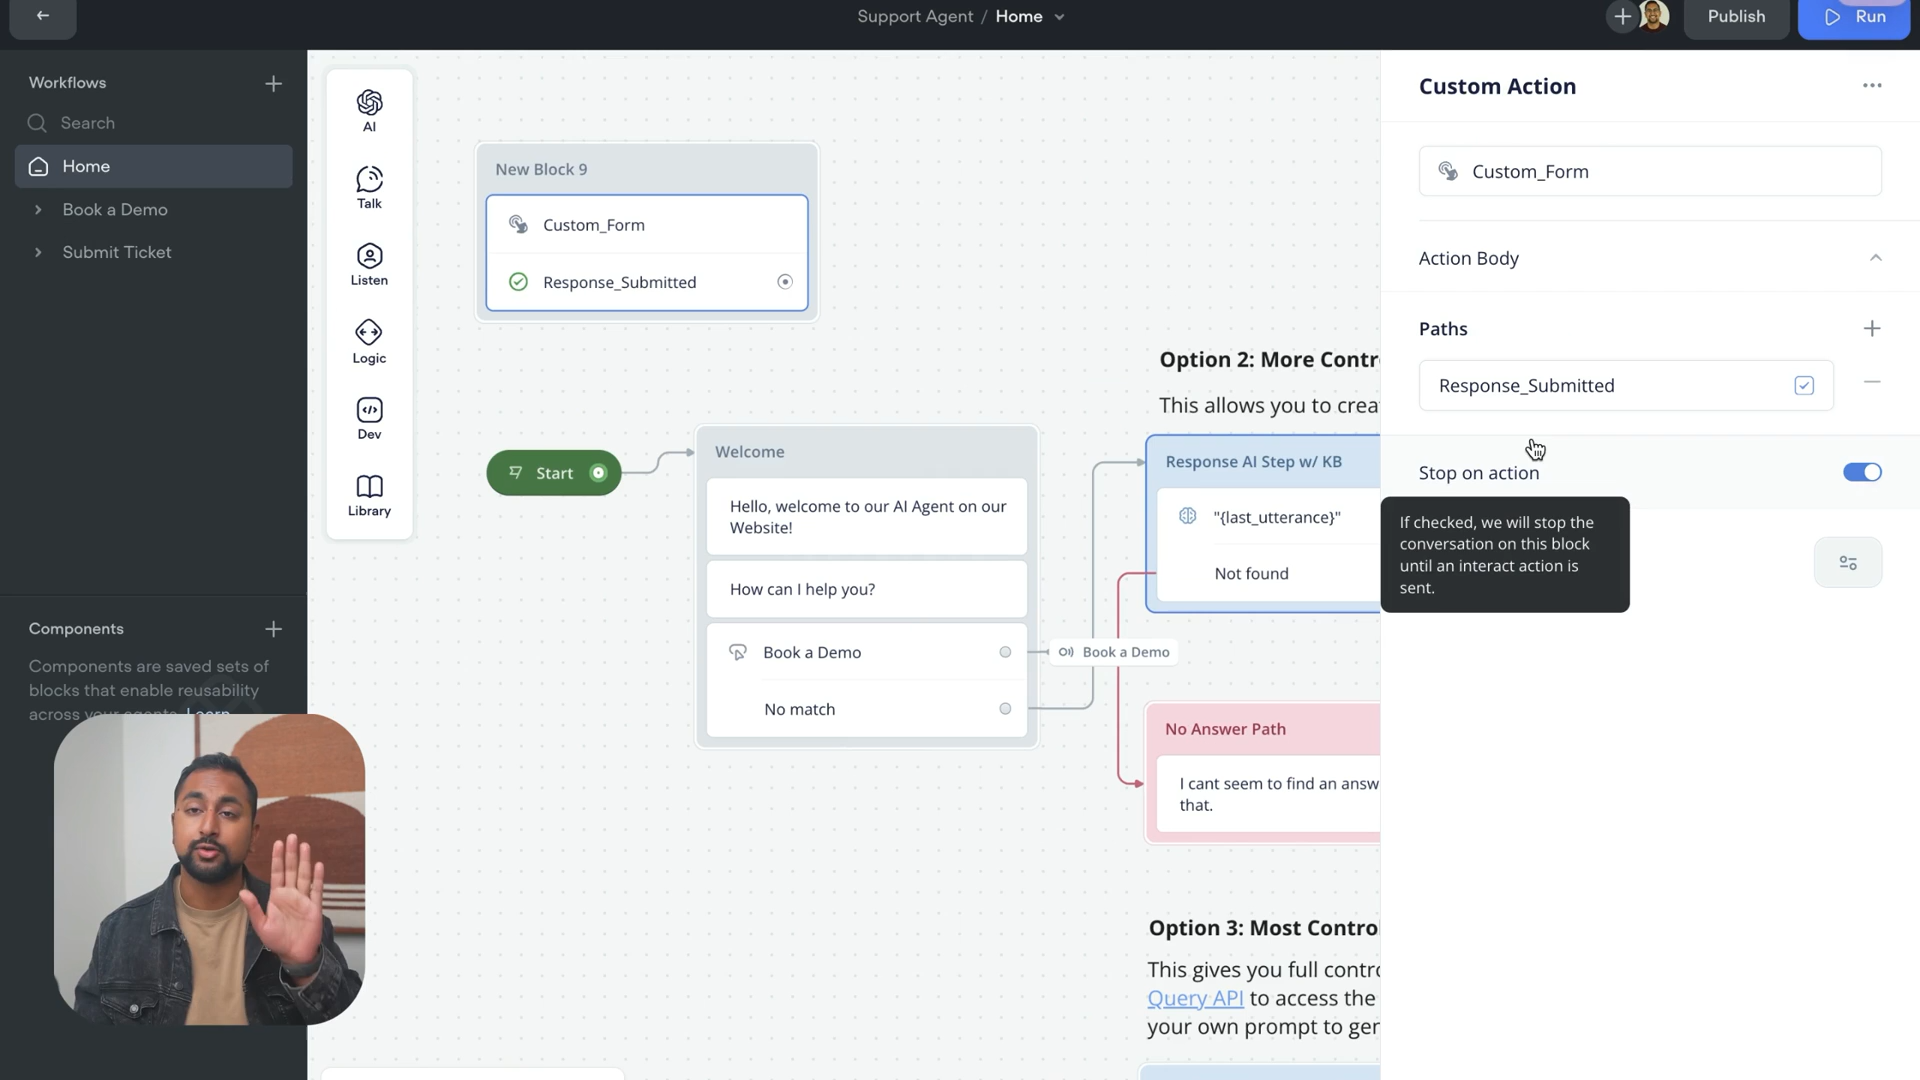 Support Agent / Home
Publish
Run
Workflows
Search
Home
Book a Demo
Submit Ticket
Components
Components are saved sets of
blocks that enable reusability
across your agents. Learn
AI
Talk
Listen
Logic
Dev
Library
New Block 9
Custom_Form
Response_Submitted
Start
Welcome
Hello, welcome to our AI Agent on our
Website!
How can I help you?
Book a Demo
No match
Book a Demo
Option 2: More Contr
This allows you to crea
Response AI Step w/ KB
"{last_utterance}"
Not found
No Answer Path
I cant seem to find an answ
that.
Option 3: Most Contro
This gives you full contro
Query API to access the
your own prompt to ger
Custom Action
Custom_Form
Action Body
Paths
Response_Submitted
Stop on action
If checked, we will stop the
conversation on this block
until an interact action is
sent.